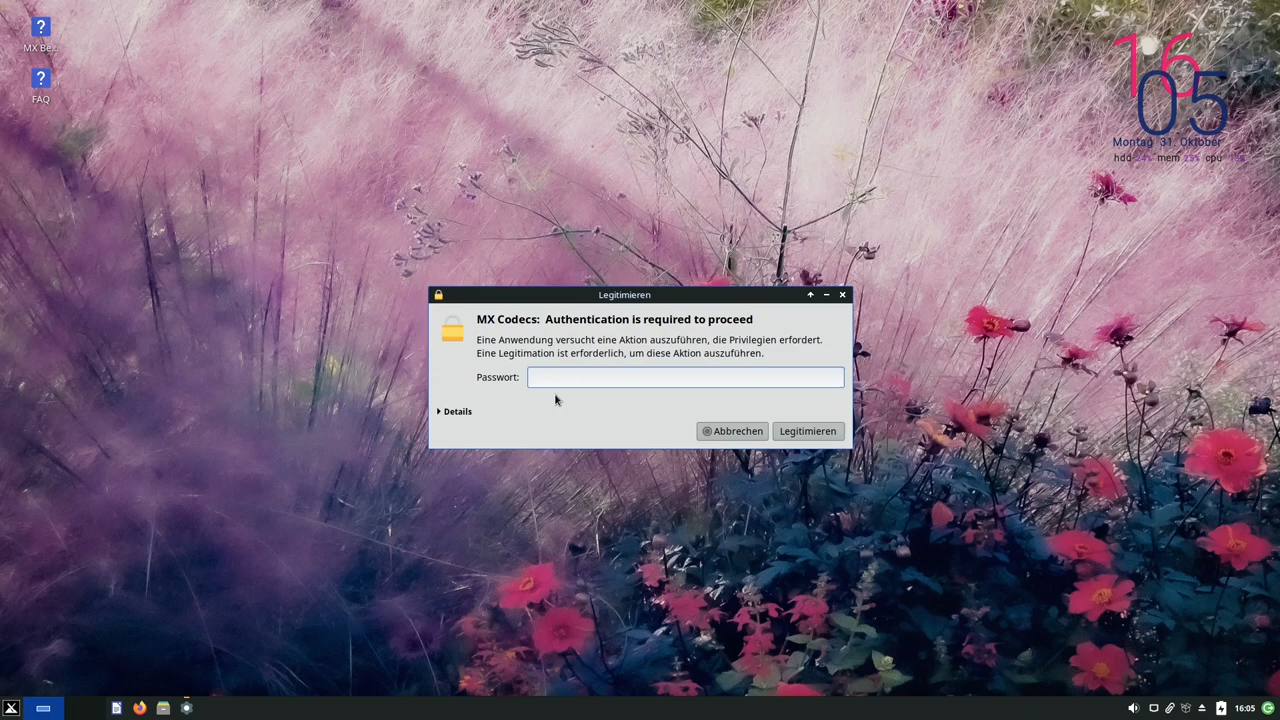 MX Be...
FAQ
16
05
Montag 31. Oktober
hdd 24% mem 25% cpu
Legitimieren
MX Codecs: Authentication is required to proceed
Eine Anwendung versucht eine Aktion auszuführen, die Privilegien erfordert.
Eine Legitimation ist erforderlich, um diese Aktion auszuführen.
Passwort:
Details
Abbrechen
Legitimieren
16:05